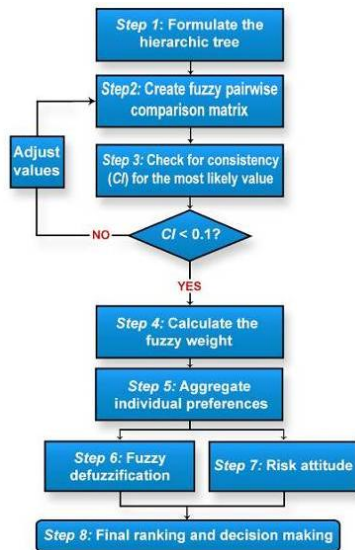 Step 1: Formulate the
hierarchic tree
Step2: Create fuzzy pairwise
comparison matrix
Adjust
values
Step 3: Check for consistency
(CI) for the most likely value
NO
CI < 0.1?
YES
Step 4: Calculate the
fuzzy weight
Step 5: Aggregate
individual preferences
Step 6: Fuzzy
defuzzification
Step 7: Risk attitude
Step 8: Final ranking and decision making